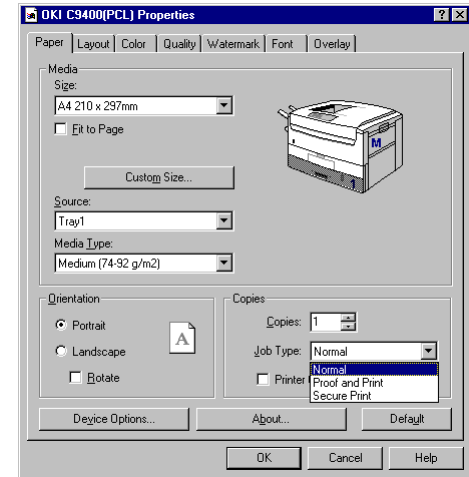 OKI C9400(PCL) Properties
Paper Layout Color Quality Watermark Font Overlay
Media
Size:
A4 210 x 297mm
Fit to Page
Custom Size...
Source:
Tray1
Media Type:
Medium (74-92 g/m2)
M
1
Orientation
Portrait
Landscape
Rotate
A
Copies
Copies: 1
Job Type: Normal
Normal
Proof and Print
Secure Print
Printer
Device Options... About... Default
OK Cancel Help